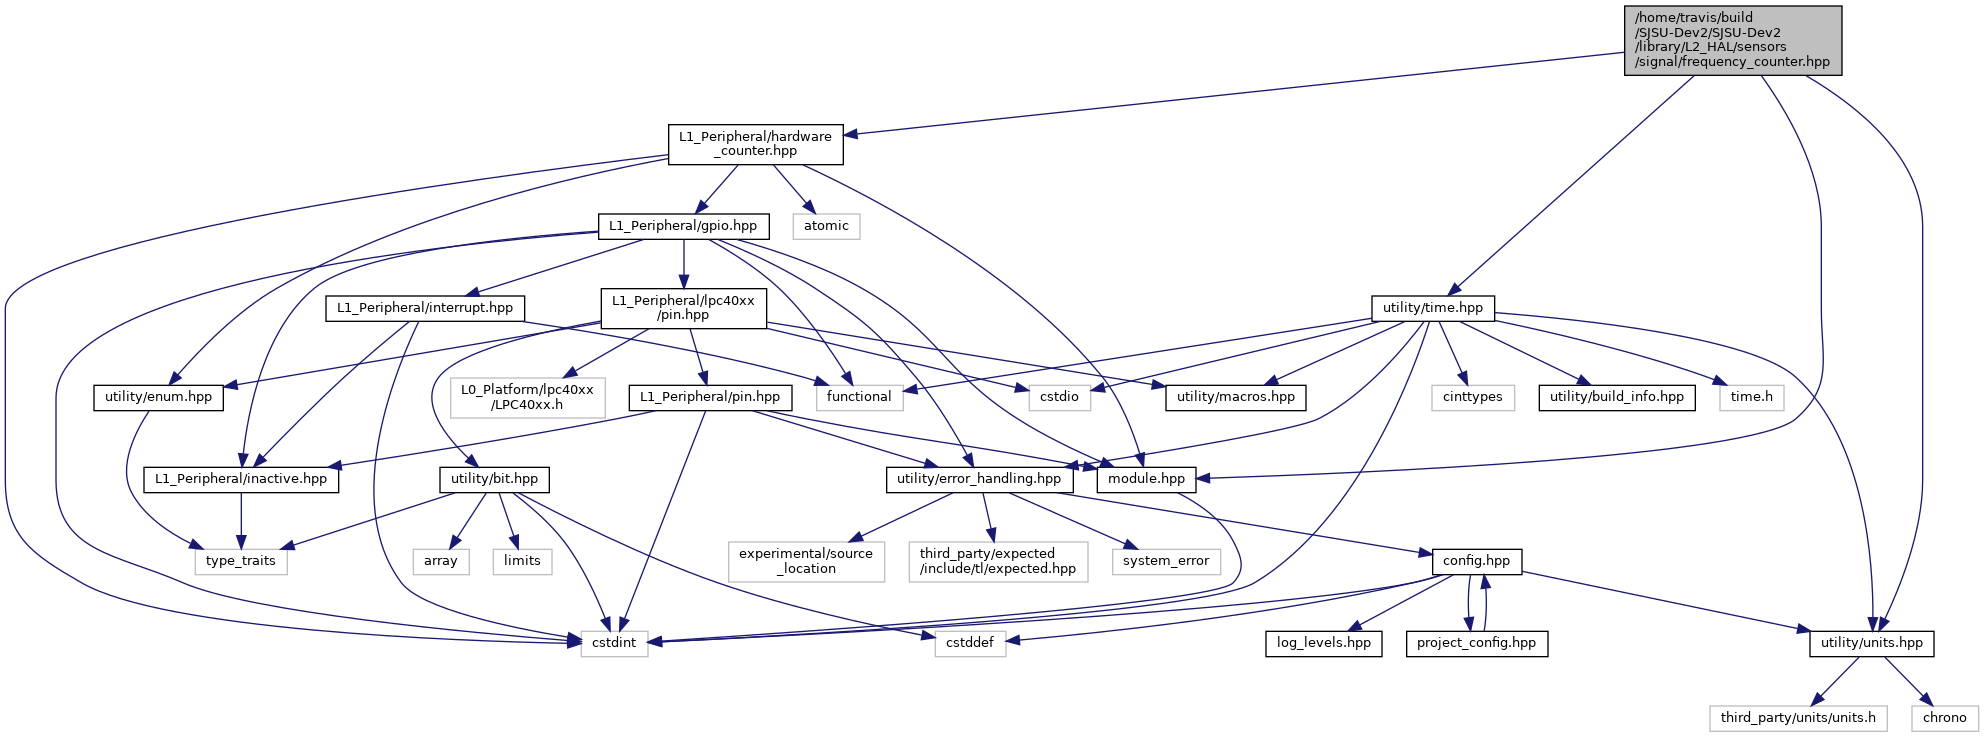 /home/travis/build
/SJSU-Dev2/SJSU-Dev2
/library/L2_HAL/sensors
/signal/frequency_counter.hpp
L1_Peripheral/hardware
_counter.hpp
L1_Peripheral/gpio.hpp
atomic
L1_Peripheral/interrupt.hpp
L1_Peripheral/lpc40xx
/pin.hpp
utility/time.hpp
utility/enum.hpp
L0_Platform/lpc40xx
/LPC40xx.h
L1_Peripheral/pin.hpp
functional
cstdio
utility/macros.hpp
cinttypes
utility/build_info.hpp
time.h
L1_Peripheral/inactive.hpp
utility/bit.hpp
utility/error_handling.hpp
module.hpp
type_traits
array
limits
experimental/source
_location
third_party/expected
/include/tl/expected.hpp
system_error
config.hpp
cstdint
cstddef
log_levels.hpp
project_config.hpp
utility/units.hpp
third_party/units/units.h
chrono